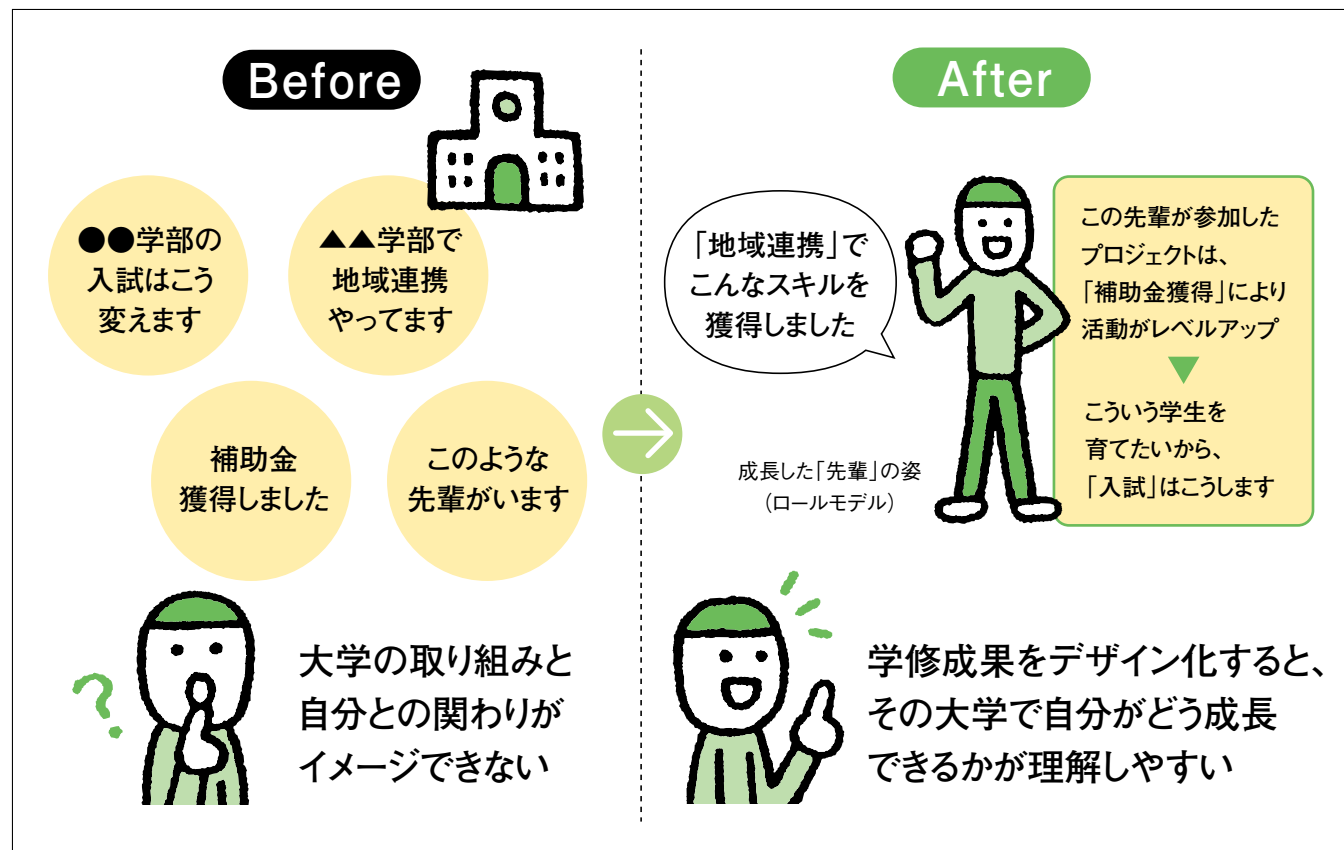 Before
●●学部の
入試はこう
変えます
▲▲学部で
地域連携
やってます
補助金
獲得しました
このような
先輩がいます
?
大学の取り組みと
自分との関わりが
イメージできない
After
「地域連携」で
こんなスキルを
獲得しました
成長した「先輩」の姿
(ロールモデル)
この先輩が参加した
プロジェクトは、
「補助金獲得」により
活動がレベルアップ
こういう学生を
育てたいから、
「入試」はこうします
学修成果をデザイン化すると、
その大学で自分がどう成長
できるかが理解しやすい